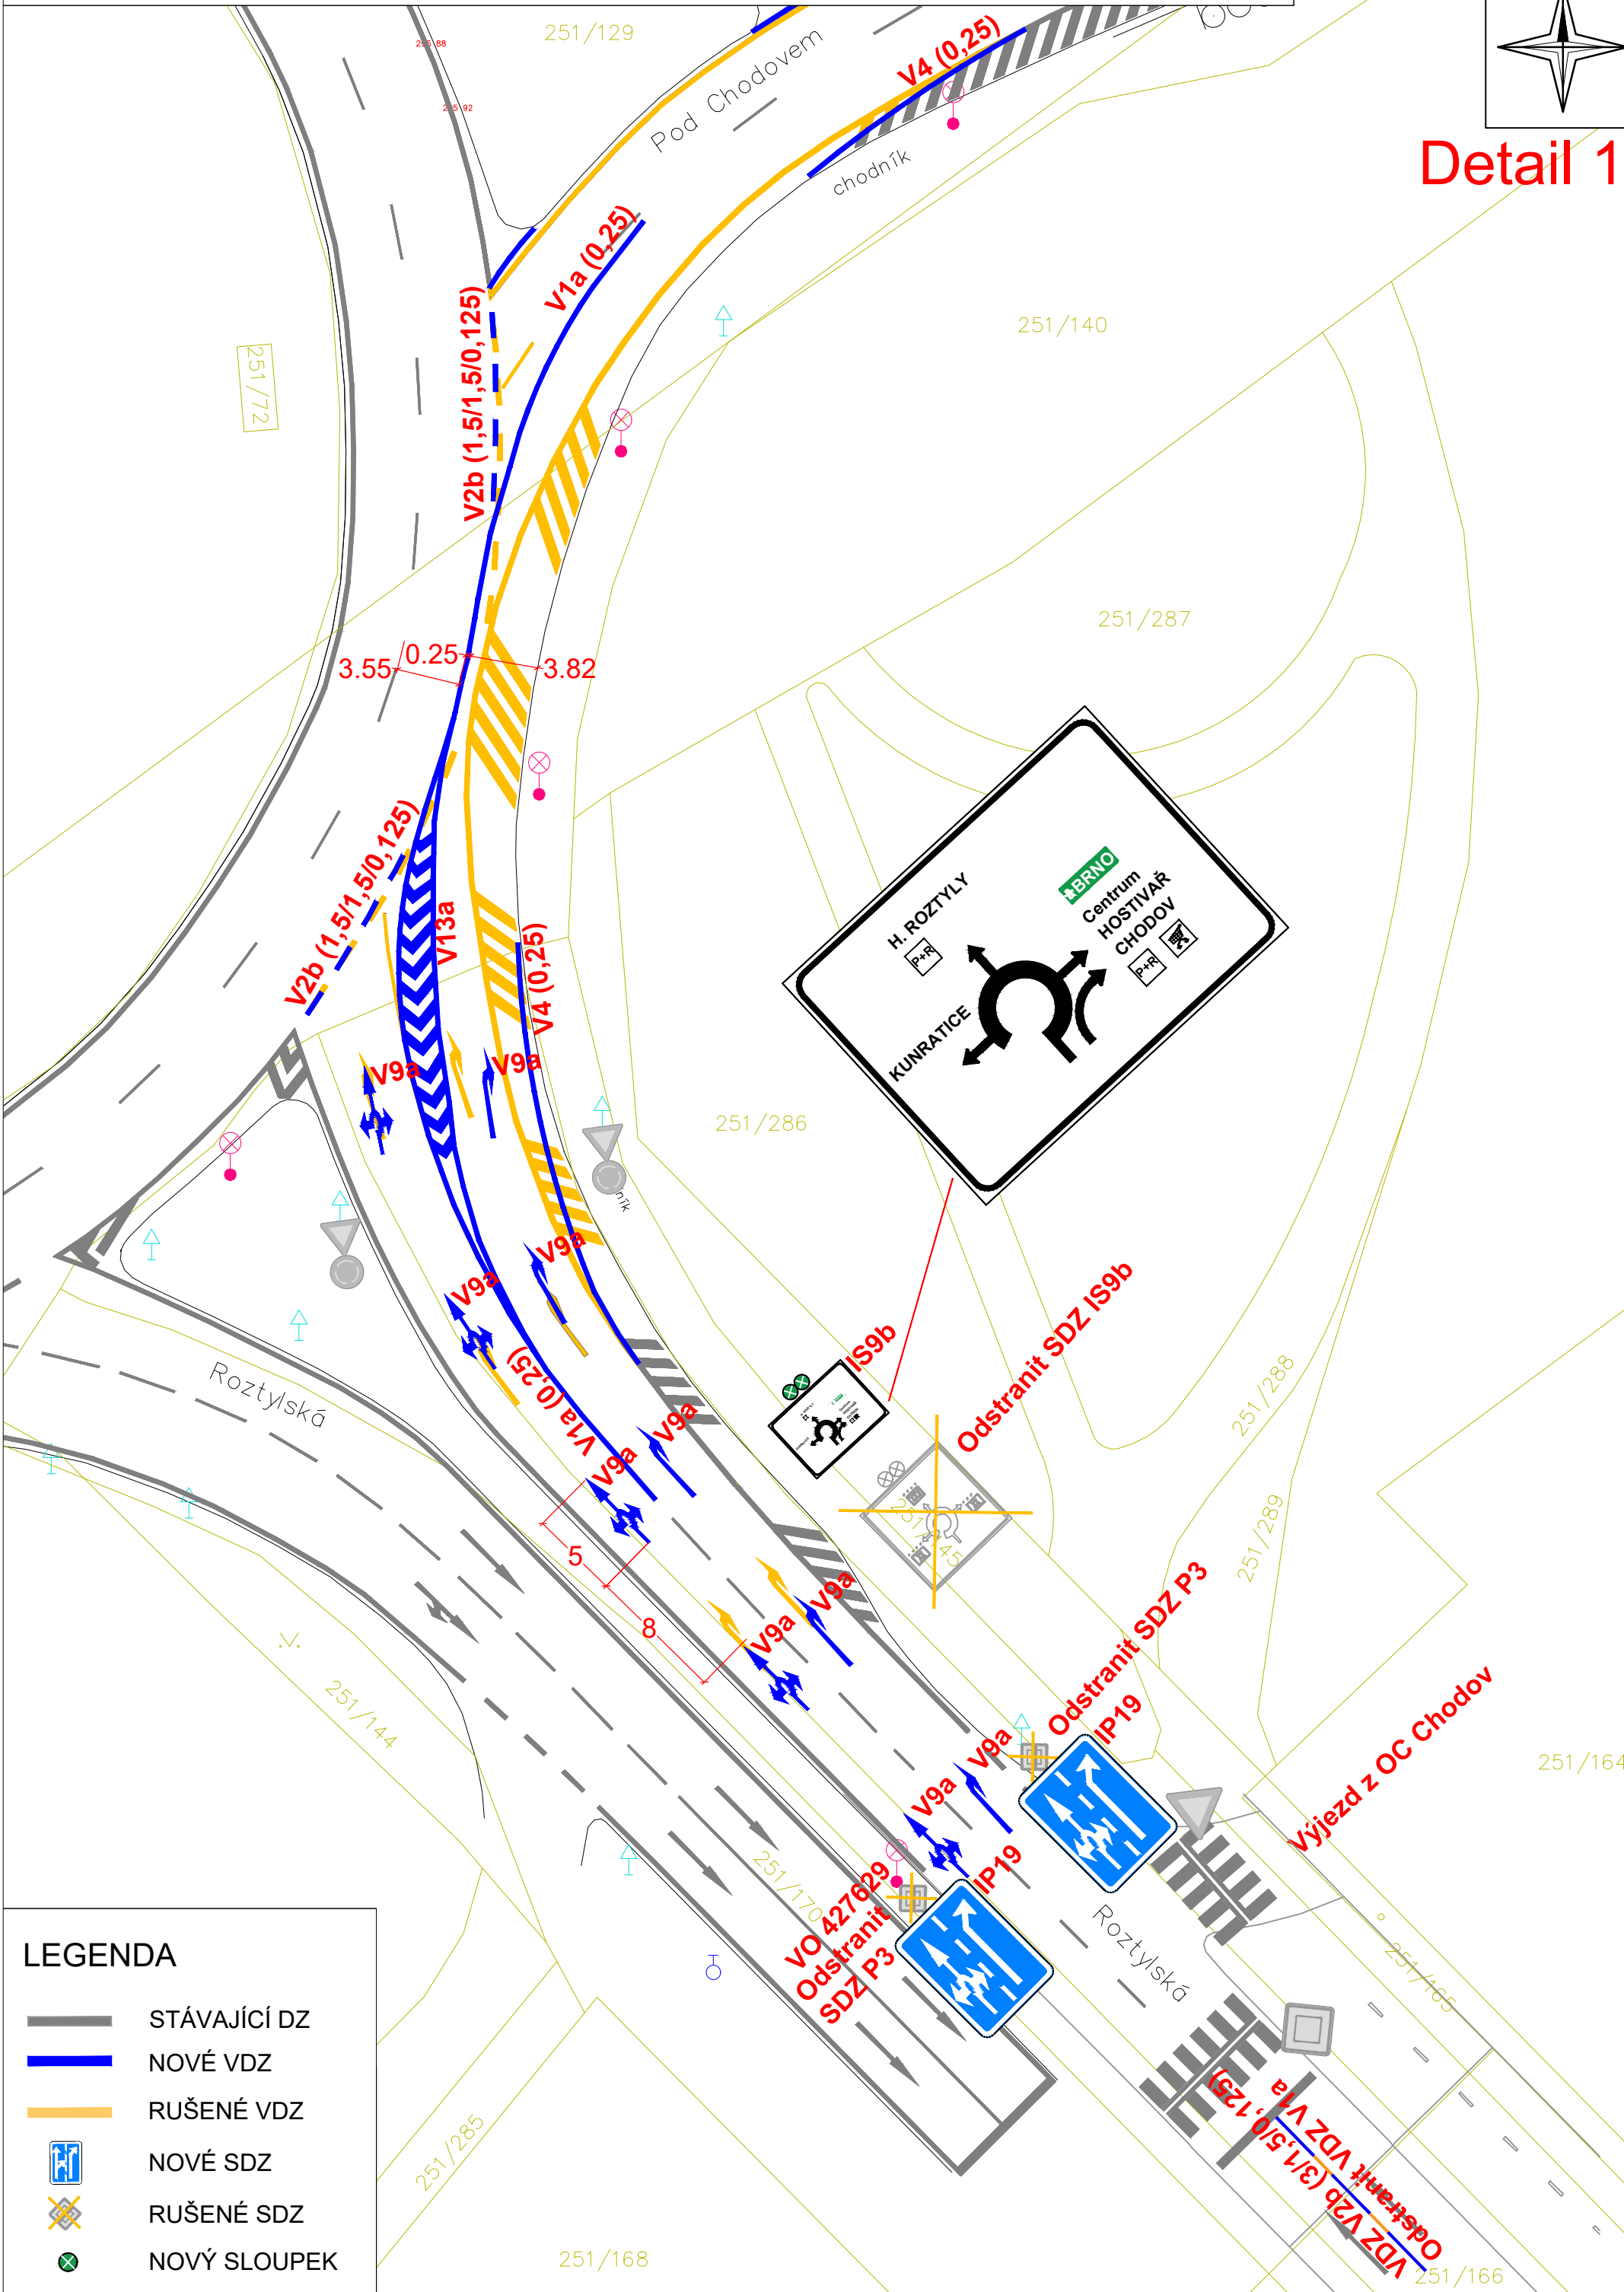 251/129
Pod Chodovem
V4 (0,25)
Detail 1
chodník
V1a (0,25)
V2b (1,5/1,5/0,125)
251/72
251/140
251/287
3.55
0.25
3.82
V2b (1,5/1,5/0,125)
V13a
V4 (0,25)
BRNO
Centrum
HOSTIVAŘ
CHODOV
P+R
H. ROZTYLY
P+R
KUNRATICE
V9a
V9a
251/286
V9a
V9a
V1a (0,25)
Roztylská
IS9b
Odstranit SDZ IS9b
V9a
V9a
251/288
251/289
5
8
V9a
V9a
Odstranit SDZ P3
IP19
V9a
V9a
IP19
251/144
251/164
Výjezd z OC Chodov
251/170
VO 427629
Odstranit
SDZ P3
Roztylská
251/165
251/285
251/168
251/166
VDZ V2b (3/1,5/0,125)
Odstranit VDZ V1a
LEGENDA
STÁVAJÍCÍ DZ
NOVÉ VDZ
RUŠENÉ VDZ
NOVÉ SDZ
RUŠENÉ SDZ
NOVÝ SLOUPEK